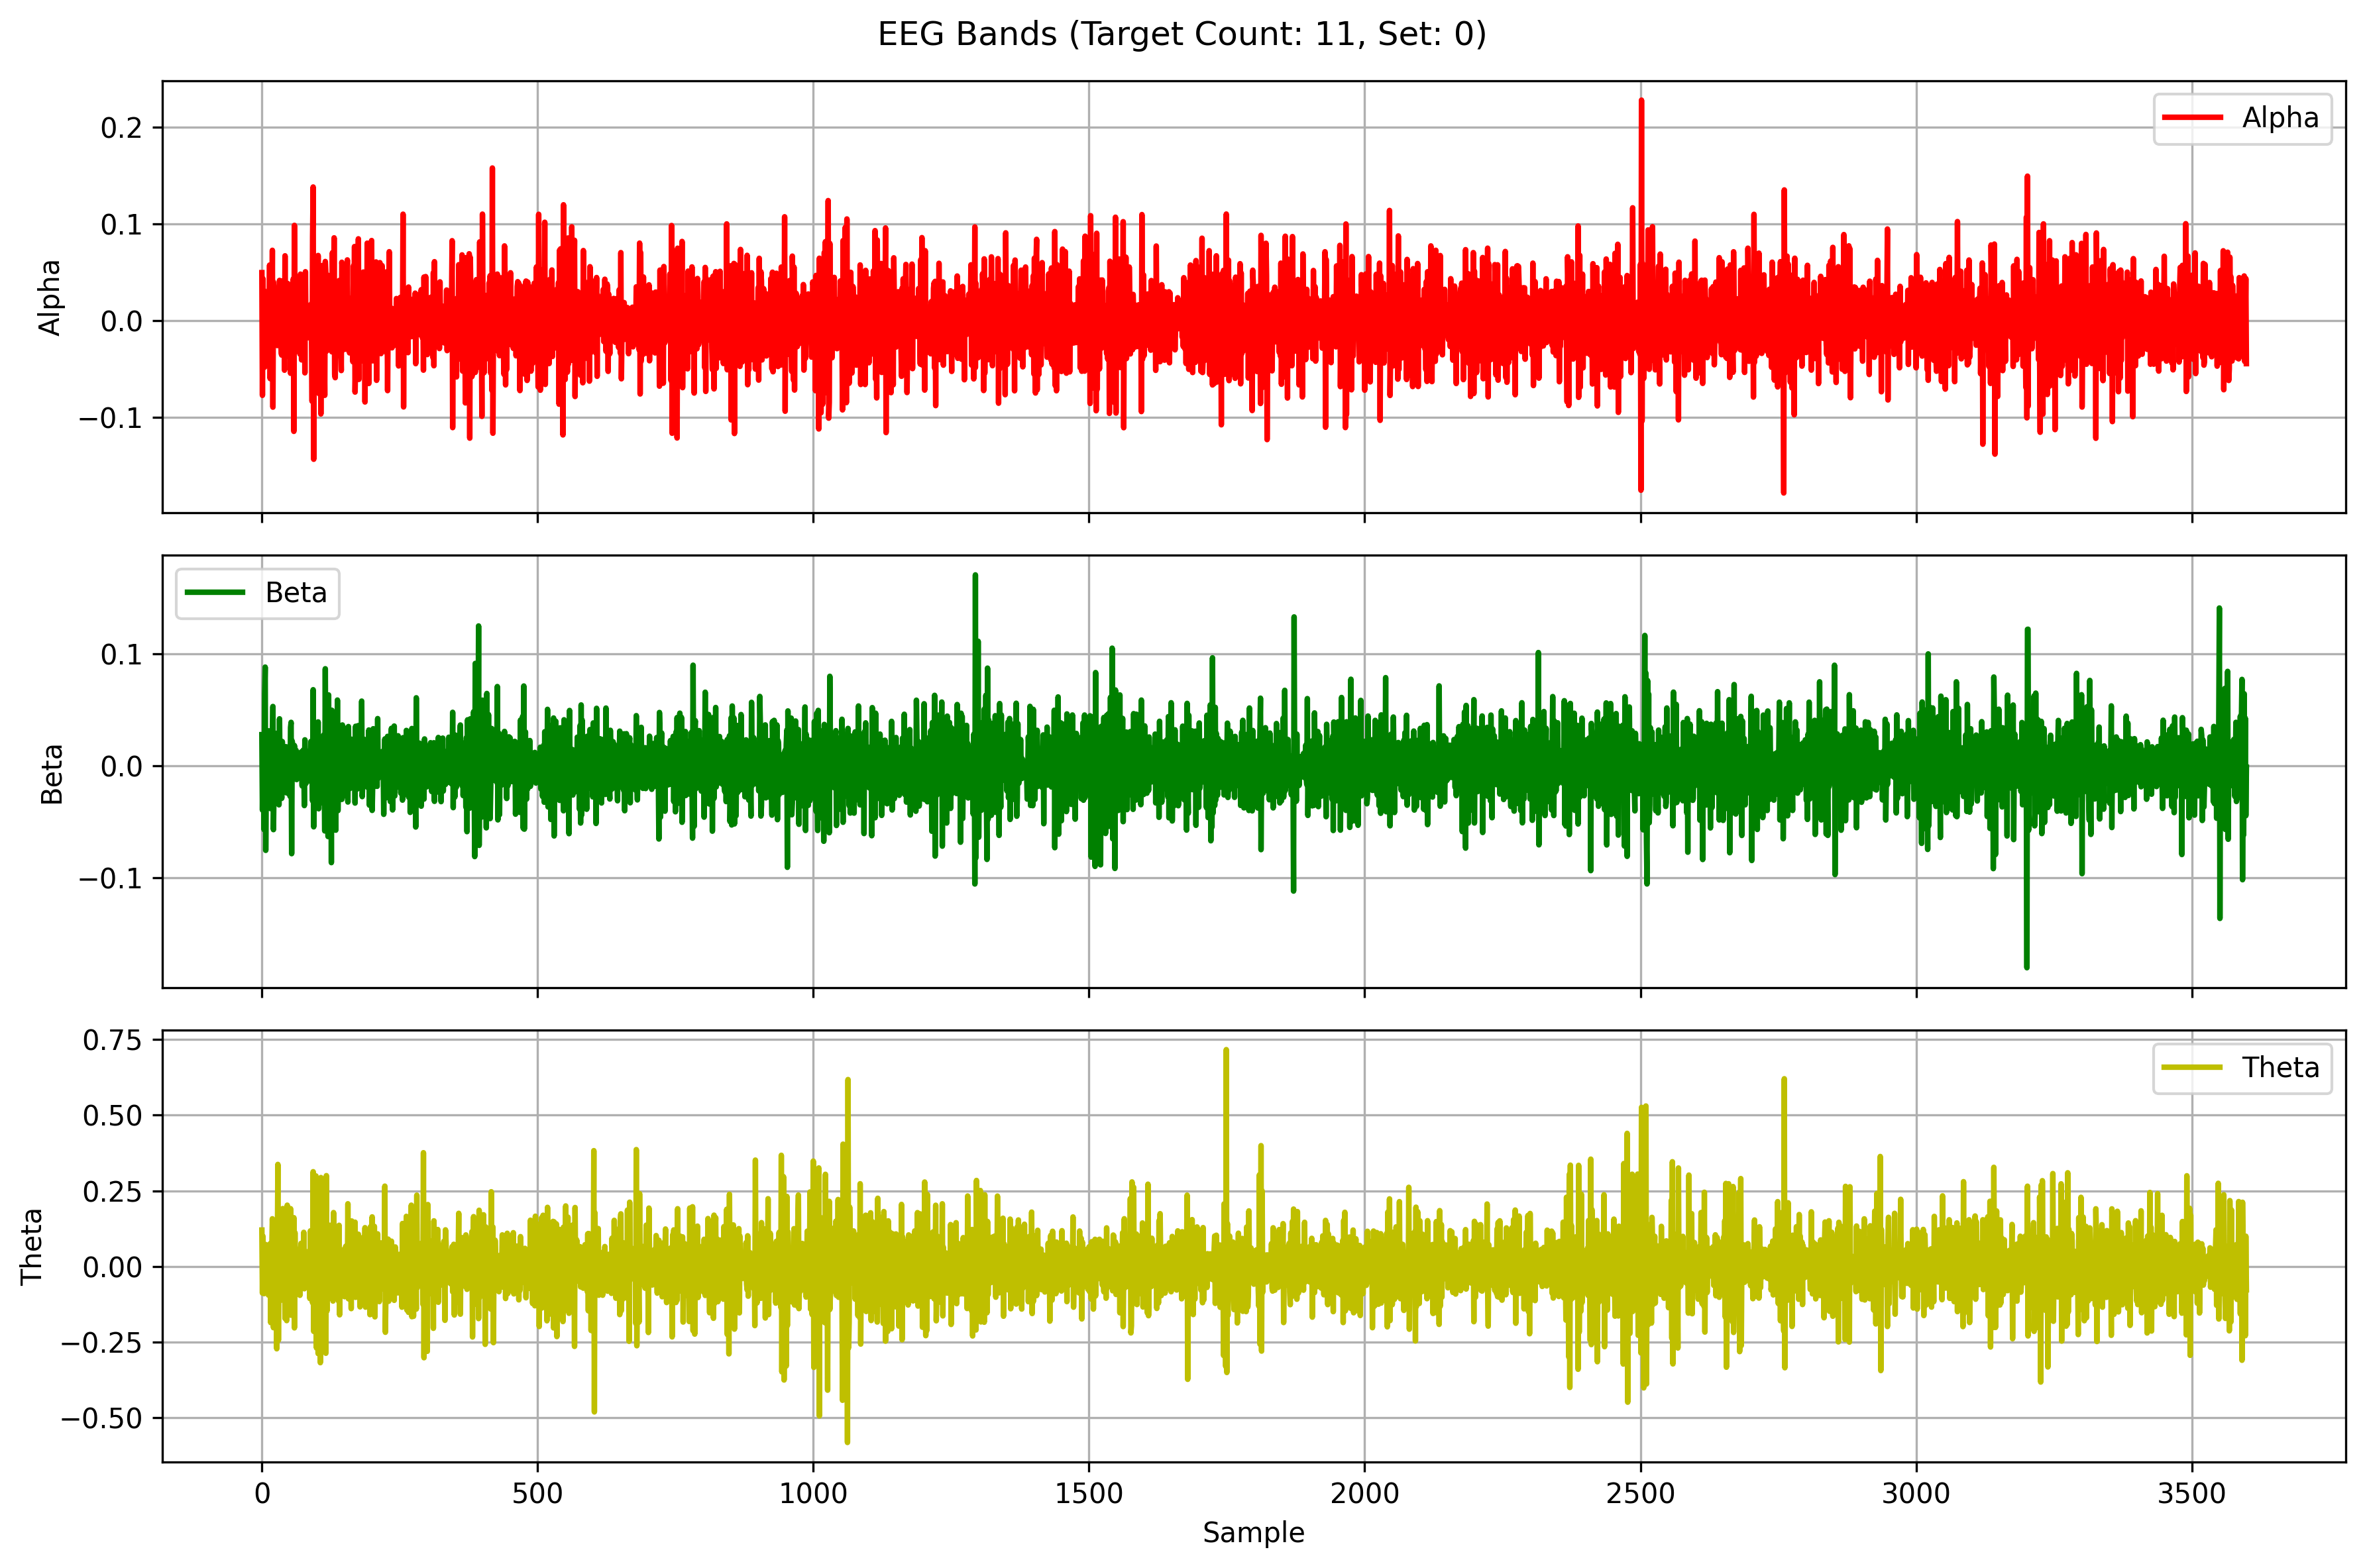 EEG Bands (Target Count: 11, Set: 0)
Alpha
0.2
0.1
0.0
−0.1
Alpha
Beta
0.1
0.0
−0.1
Beta
Theta
0.75
0.50
0.25
0.00
−0.25
−0.50
Theta
0 500 1000 1500 2000 2500 3000 3500
Sample